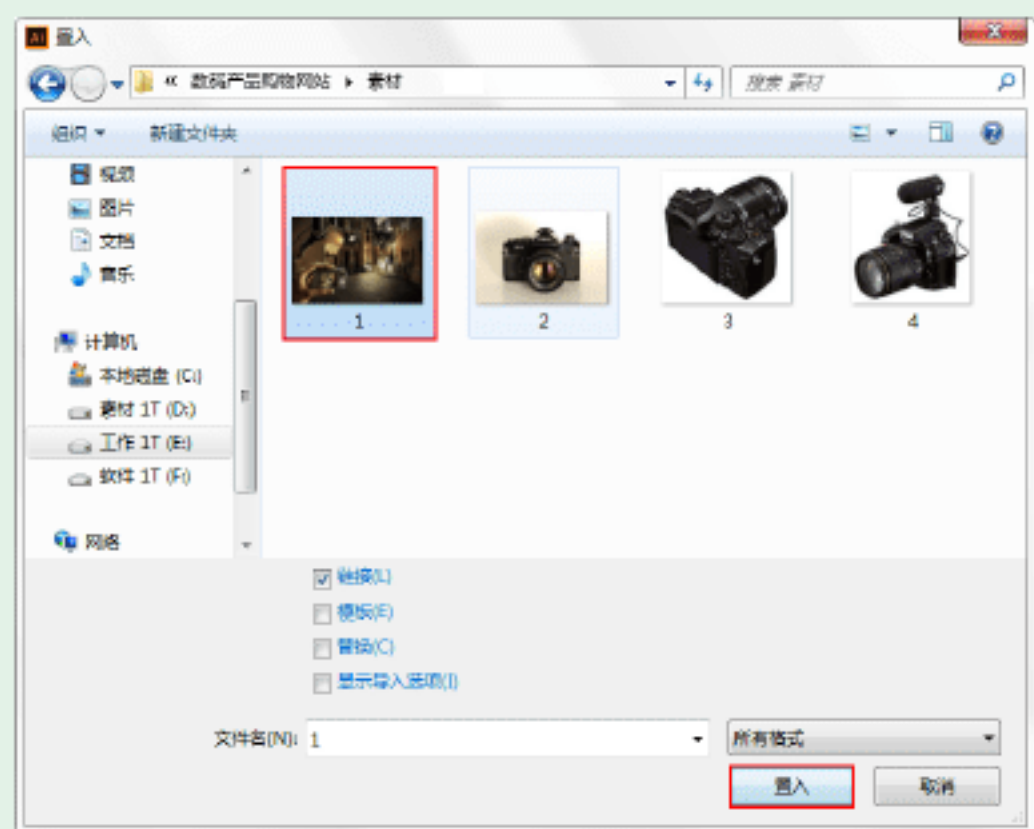 Ai 置入
« 数码产品购物网站 ▸ 素材
搜索 素材
组织 新建文件夹
视频
图片
文档
音乐
计算机
本地磁盘 (C:)
素材 1T (D:)
工作 1T (E:)
软件 1T (F:)
网络
1 2 3 4
链接(L)
模板(E)
替换(C)
显示导入选项(I)
文件名(N): 1 所有格式
置入 取消